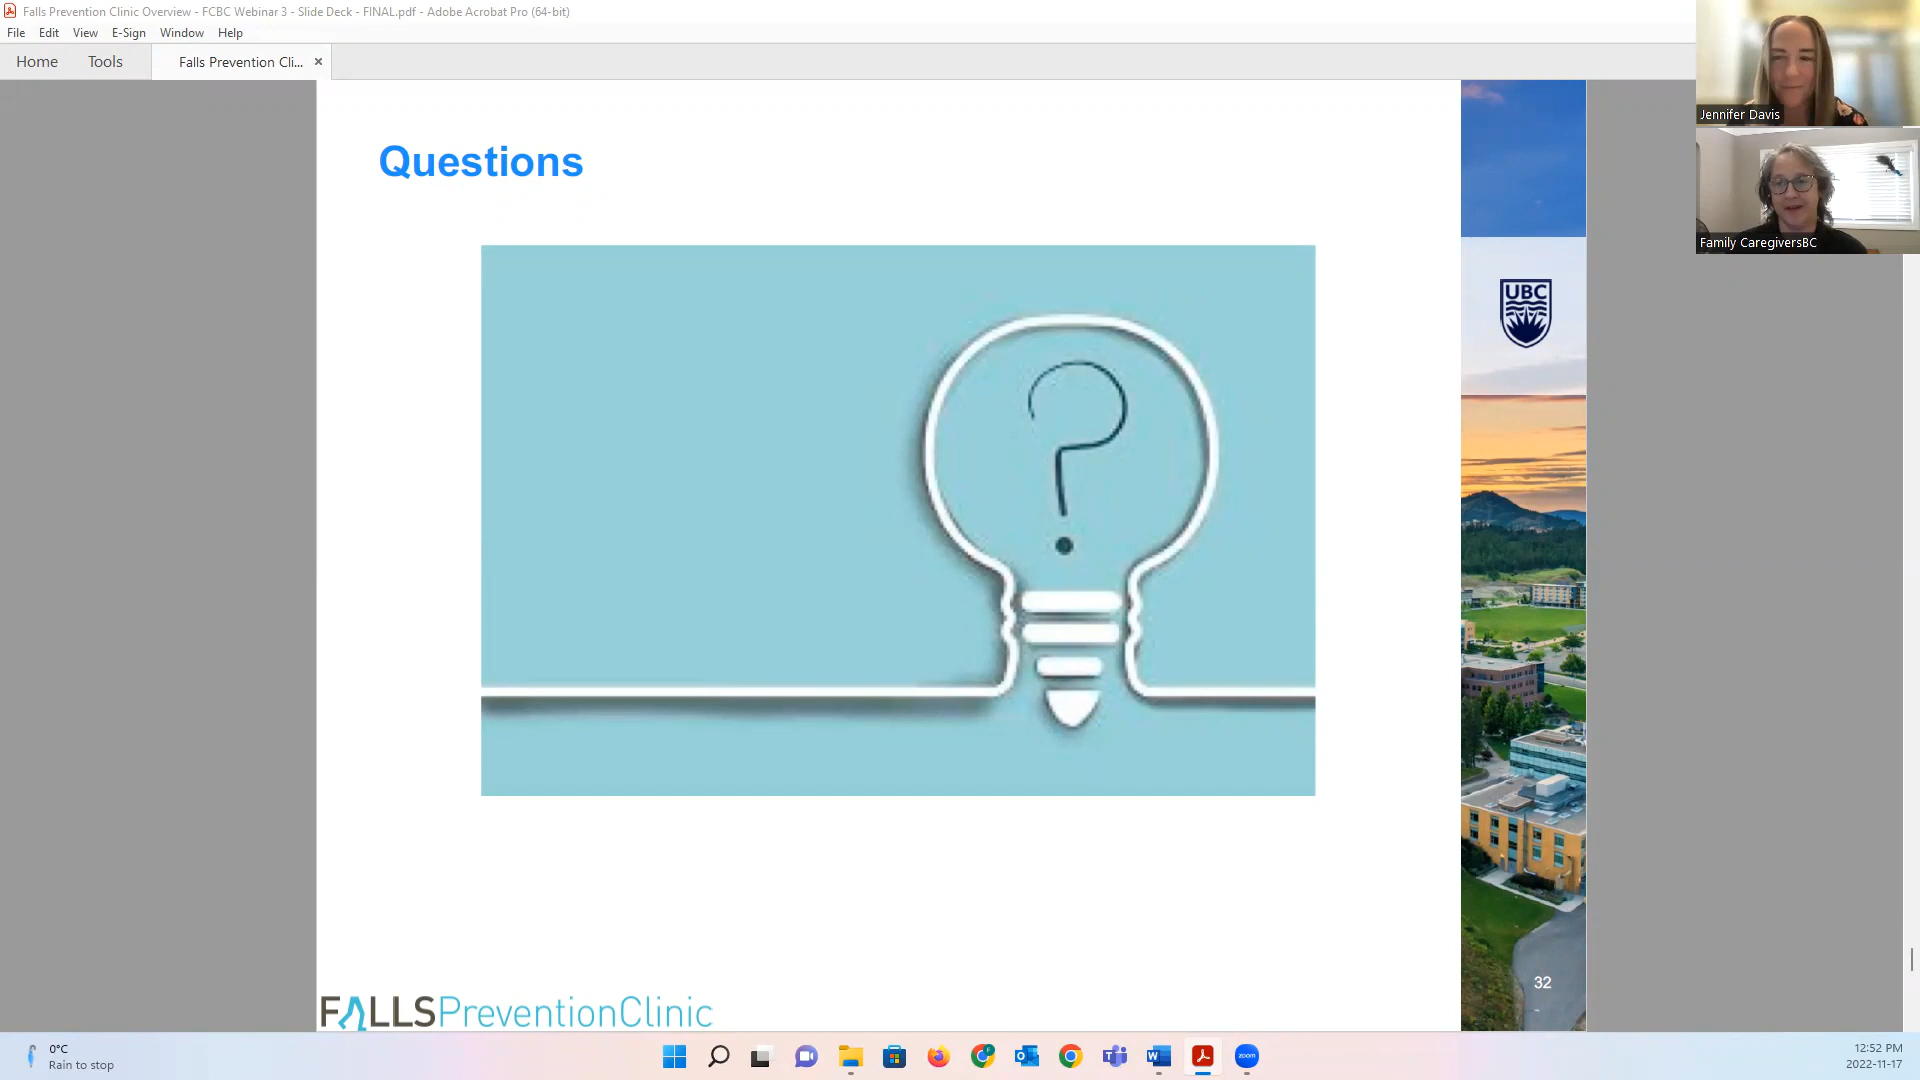 Falls Prevention Clinic Overview - FCBC Webinar 3 - Slide Deck - FINAL.pdf - Adobe Acrobat Pro (64-bit)
File Edit View E-Sign Window Help
Home Tools Falls Prevention Cli... ×
Jennifer Davis
Family CaregiversBC
Questions
?
UBC
32
FALLSPreventionClinic
0°C
Rain to stop
zoom
12:52 PM
2022-11-17